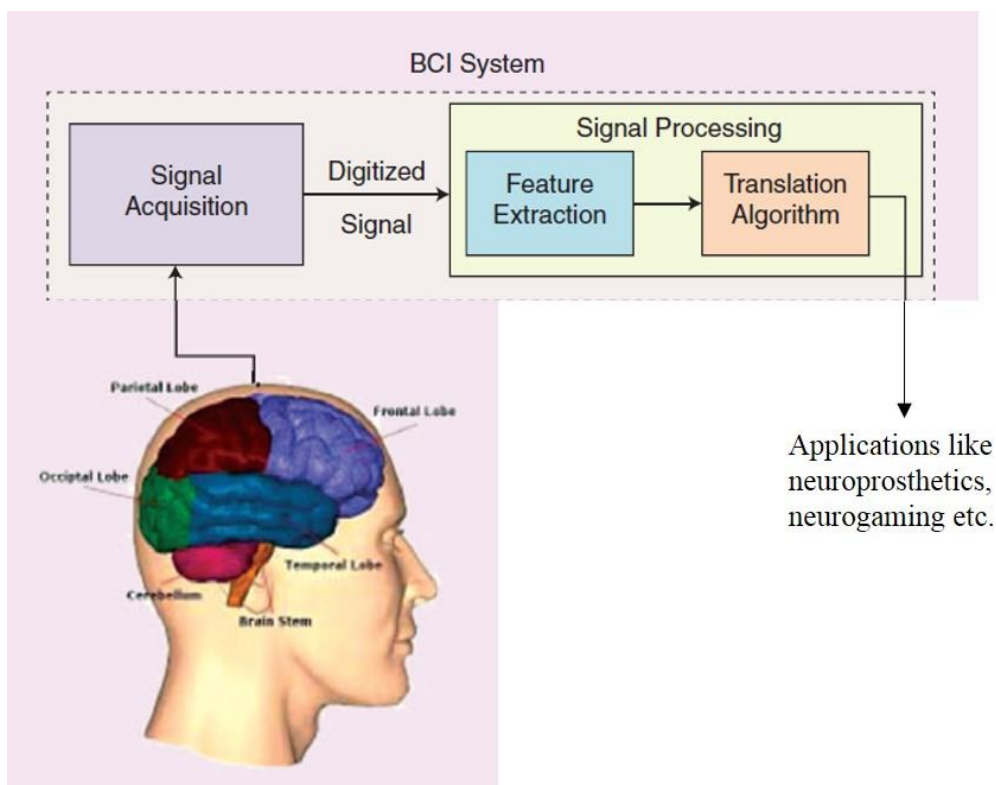 BCI System
Signal Processing
Signal
Acquisition
Digitized
Signal
Feature
Extraction
Translation
Algorithm
Parietal Lobe
Frontal Lobe
Occiptal Lobe
Temporal Lobe
Cerebellum
Brain Stem
Applications like
neuroprosthetics,
neurogaming etc.